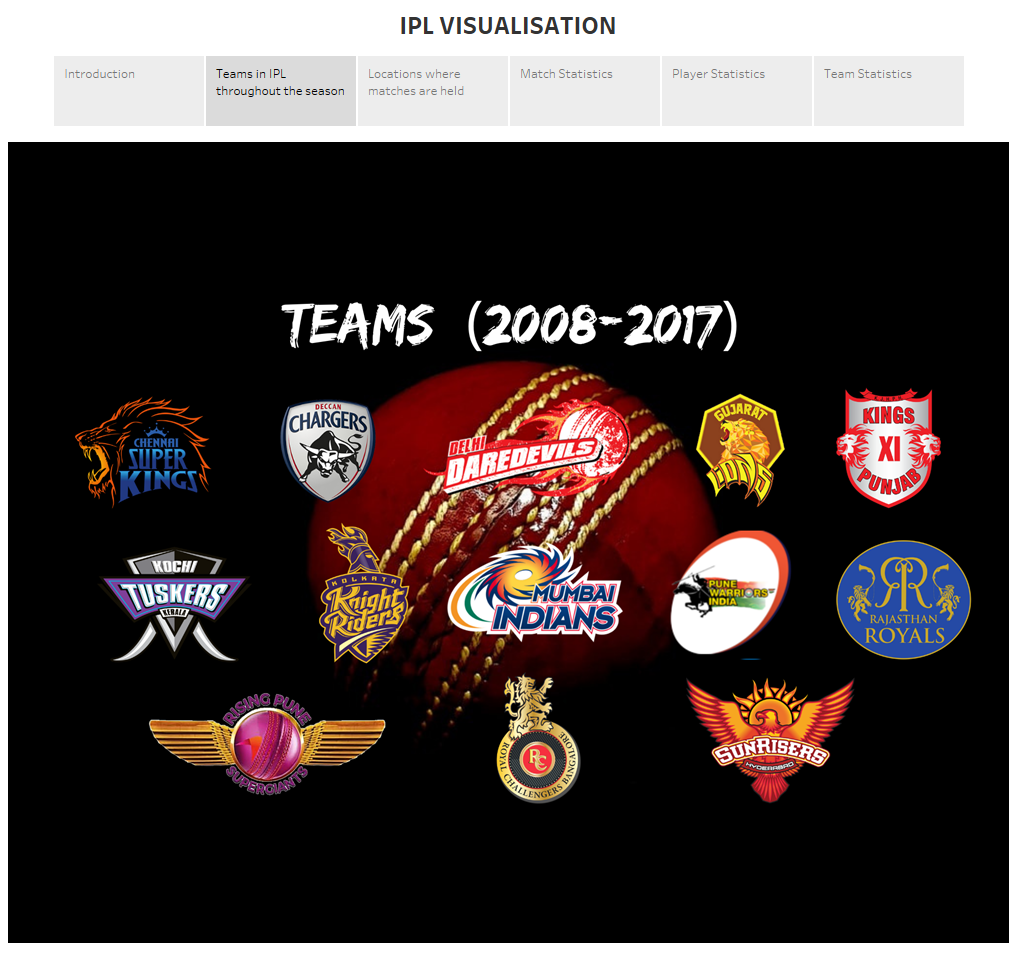 IPL VISUALISATION
Introduction
Teams in IPL
throughout the season
Locations where
matches are held
Match Statistics
Player Statistics
Team Statistics
TEAMS (2008-2017)
CHENNAI
SUPER
KINGS
DECCAN
CHARGERS
DELHI
DAREDEVILS
GUJARAT
LIONS
KINGS
XI
PUNJAB
KOCHI
TUSKERS
KERALA
KOLKATA
Knight
Riders
MUMBAI
INDIANS
PUNE
WARRIORS
INDIA
RR
RAJASTHAN
ROYALS
RISING PUNE
SUPERGIANTS
RC
ROYAL CHALLENGERS BANGALORE
SUNRISERS
HYDERABAD